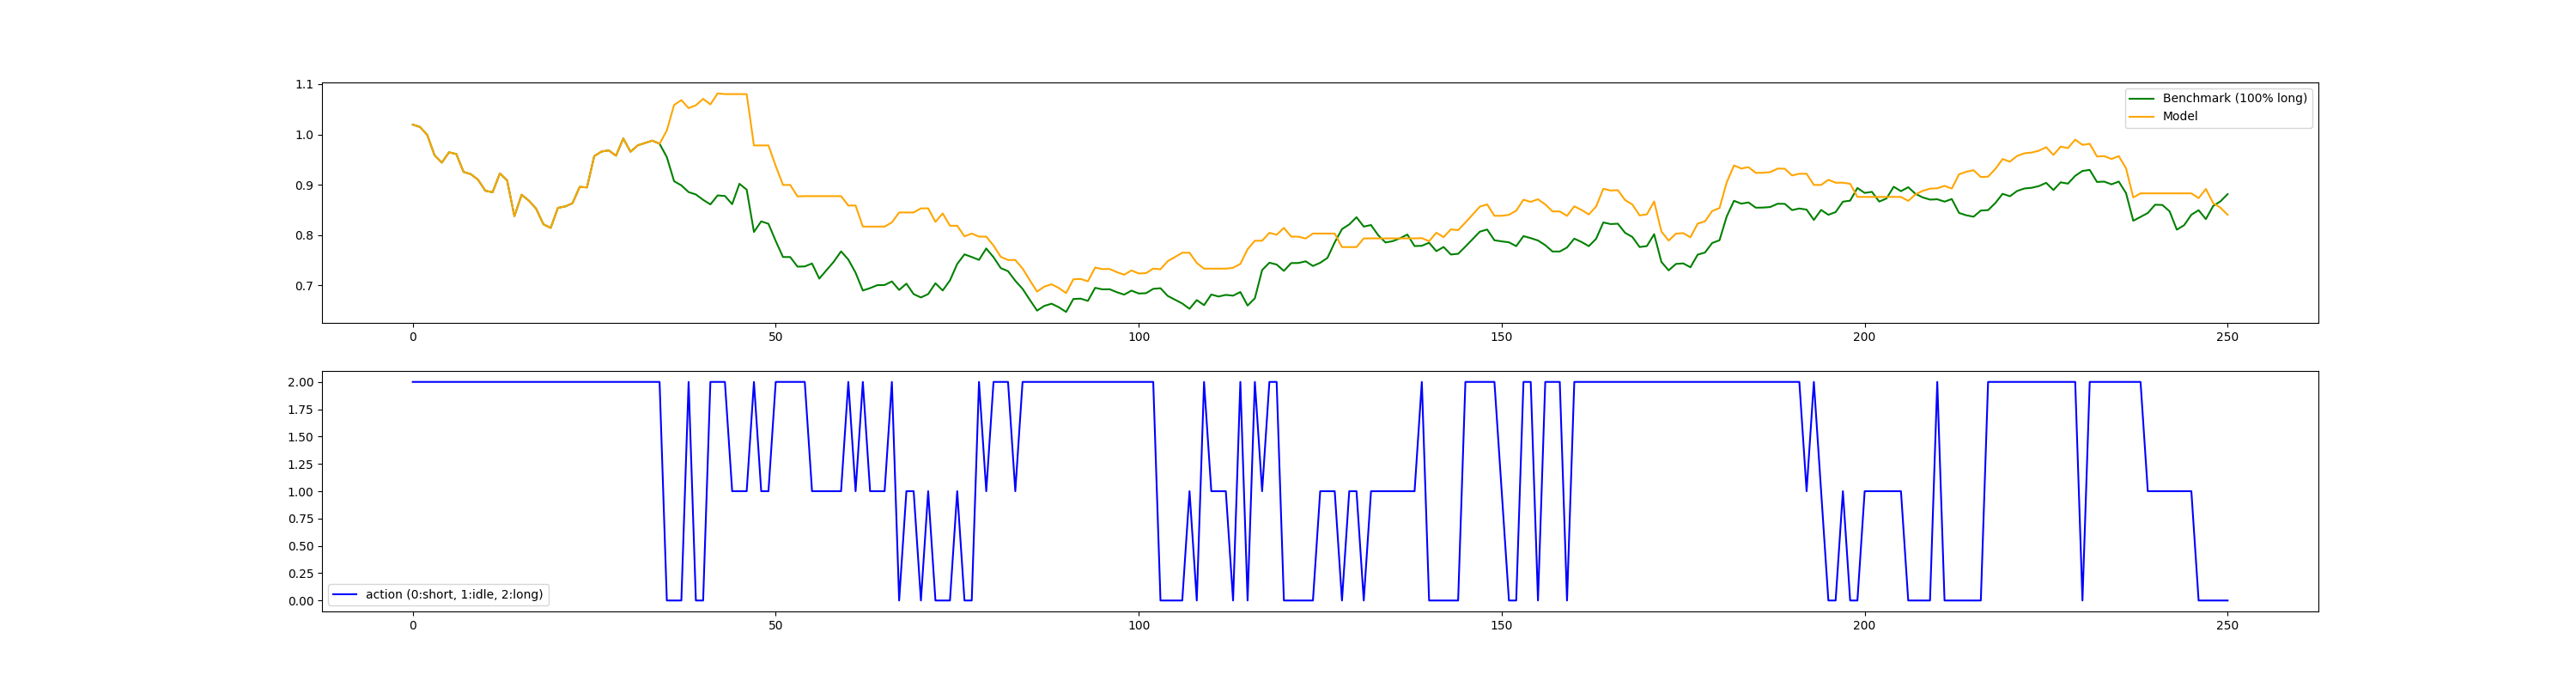 1.1
1.0
0.9
0.8
0.7
Benchmark (100% long)
Model
0 50 100 150 200 250
2.00
1.75
1.50
1.25
1.00
0.75
0.50
0.25
0.00
action (0:short, 1:idle, 2:long)
0 50 100 150 200 250